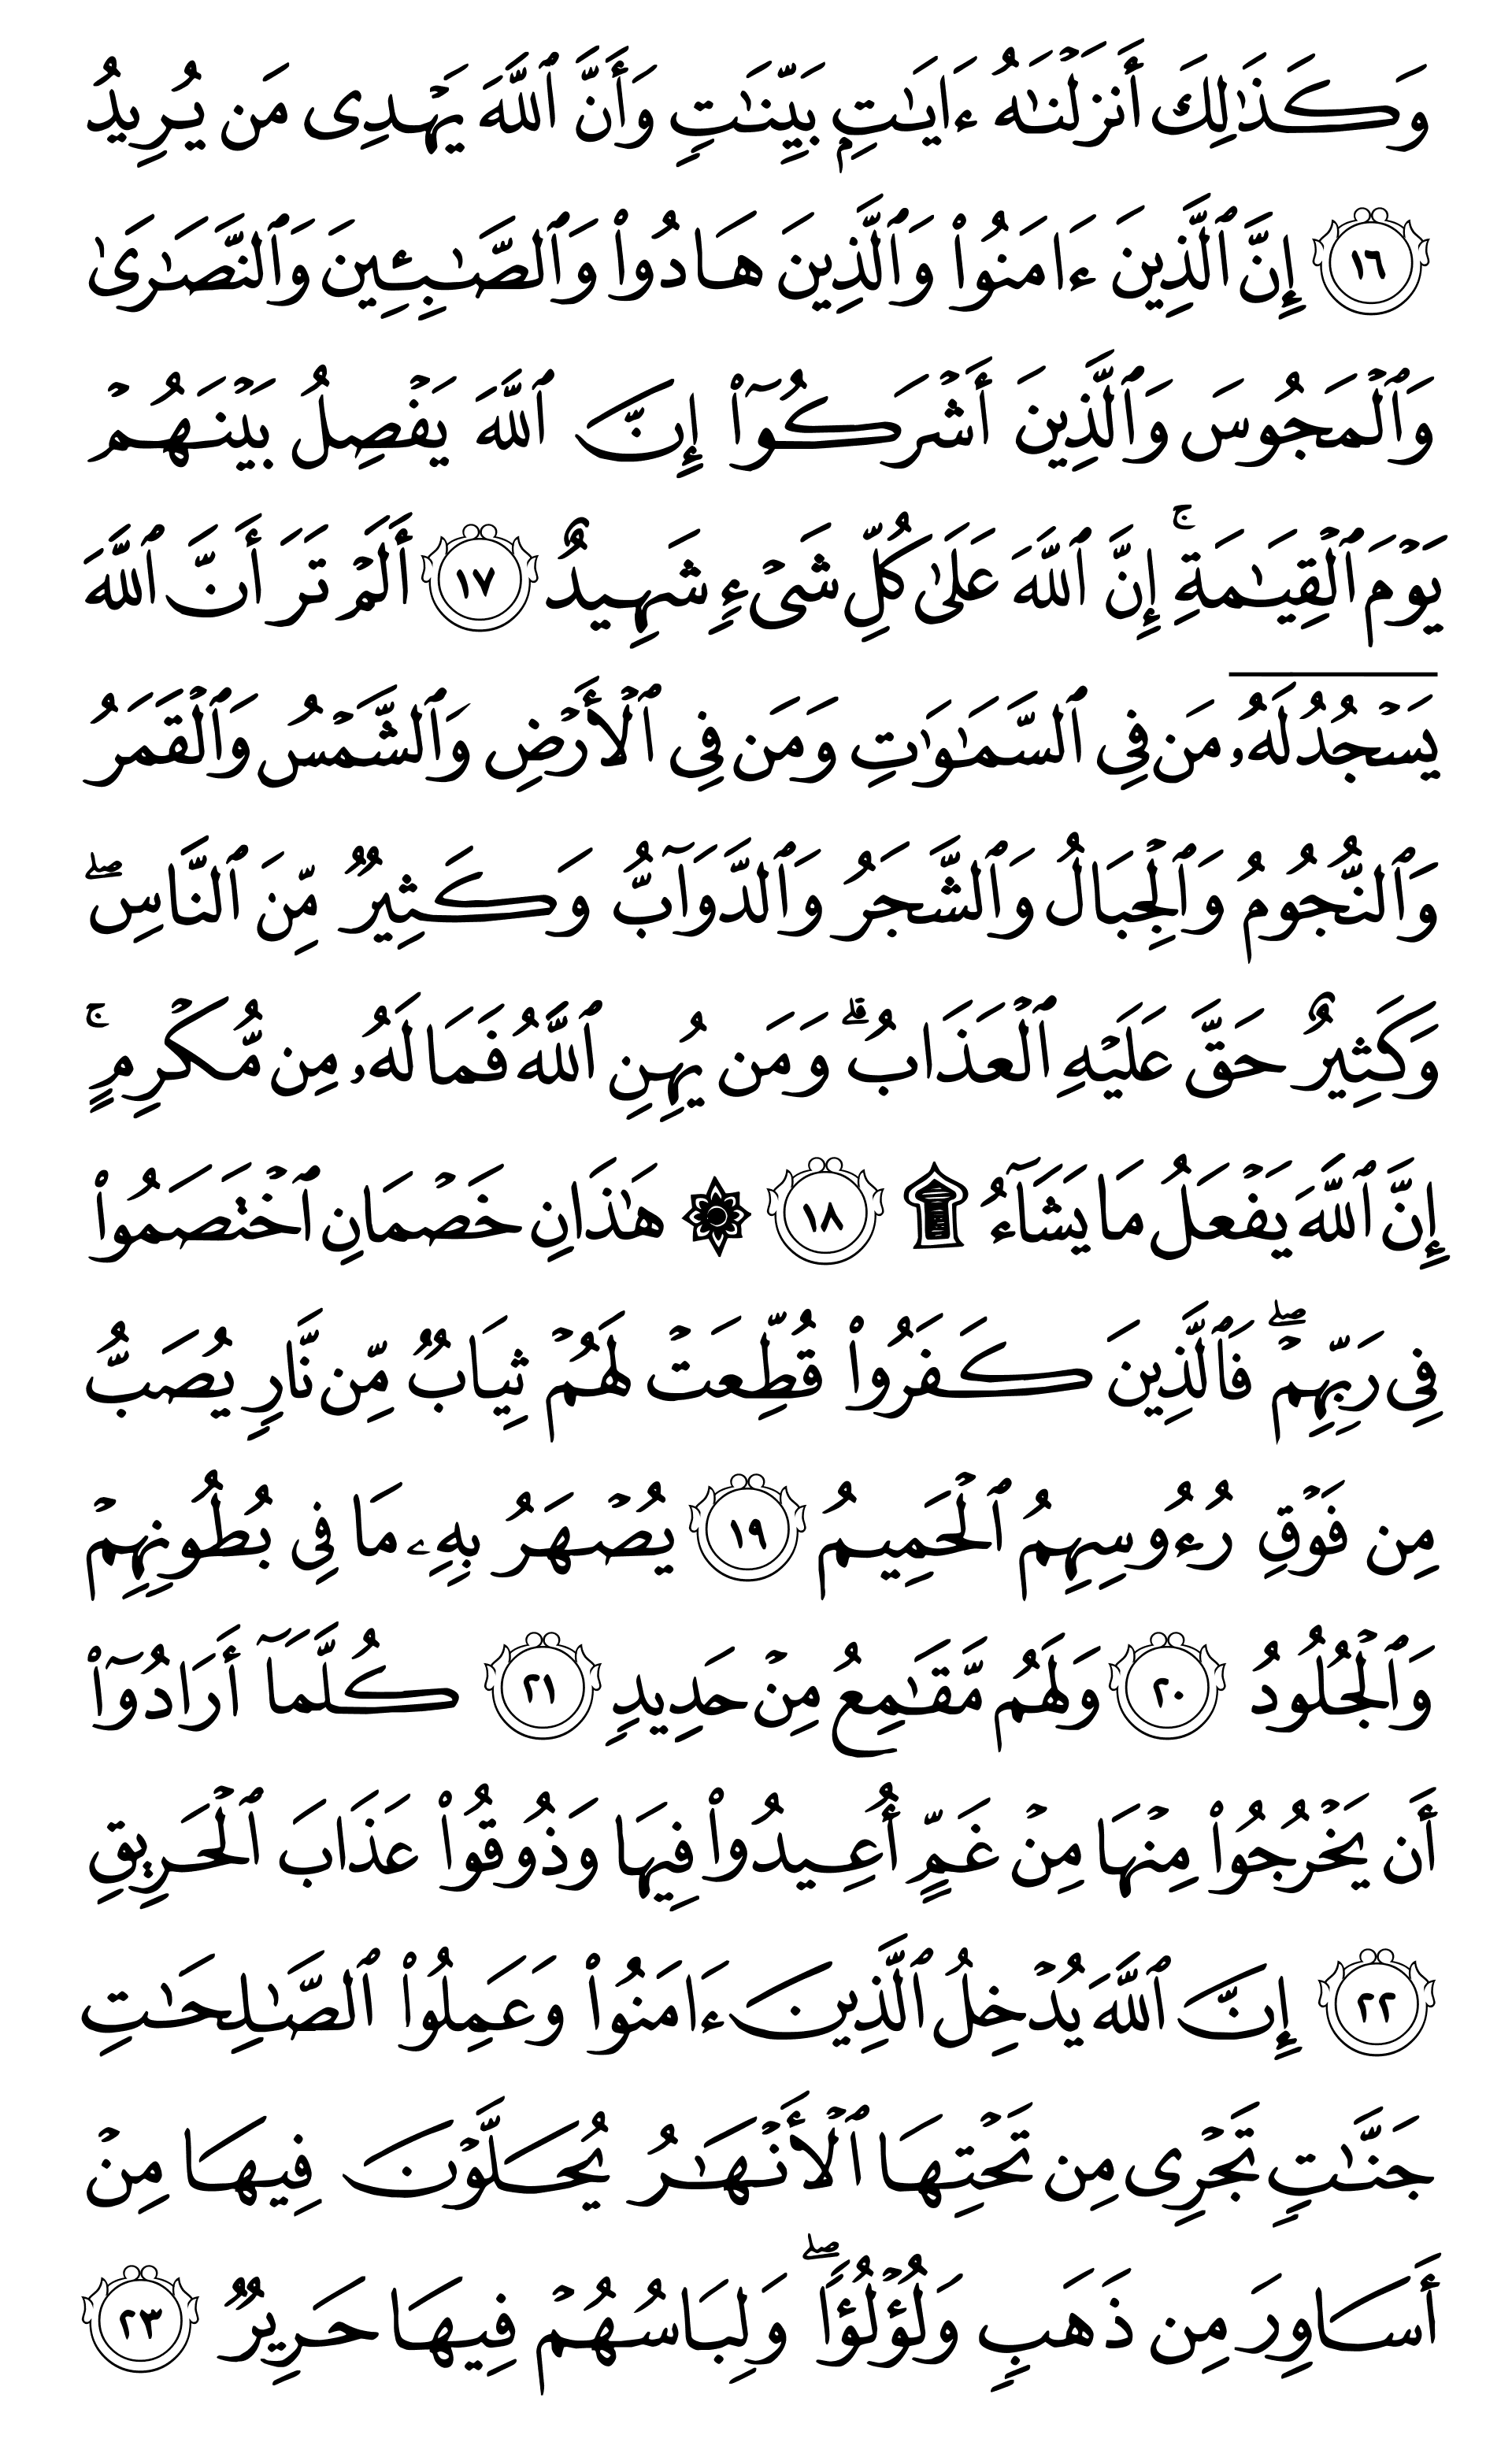 وَكَذَٰلِكَ أَنزَلْنَٰهُ ءَايَٰتٍۭ بَيِّنَٰتٍ وَأَنَّ ٱللَّهَ يَهْدِى مَن يُرِيدُ
١٦ إِنَّ ٱلَّذِينَ ءَامَنُوا۟ وَٱلَّذِينَ هَادُوا۟ وَٱلصَّٰبِـِٔينَ وَٱلنَّصَٰرَىٰ
وَٱلْمَجُوسَ وَٱلَّذِينَ أَشْرَكُوٓا۟ إِنَّ ٱللَّهَ يَفْصِلُ بَيْنَهُمْ
يَوْمَ ٱلْقِيَٰمَةِ ۚ إِنَّ ٱللَّهَ عَلَىٰ كُلِّ شَىْءٍ شَهِيدٌ ١٧ أَلَمْ تَرَ أَنَّ ٱللَّهَ
يَسْجُدُ لَهُۥ مَن فِى ٱلسَّمَٰوَٰتِ وَمَن فِى ٱلْأَرْضِ وَٱلشَّمْسُ وَٱلْقَمَرُ
وَٱلنُّجُومُ وَٱلْجِبَالُ وَٱلشَّجَرُ وَٱلدَّوَآبُّ وَكَثِيرٌ مِّنَ ٱلنَّاسِ ۖ
وَكَثِيرٌ حَقَّ عَلَيْهِ ٱلْعَذَابُ ۗ وَمَن يُهِنِ ٱللَّهُ فَمَا لَهُۥ مِن مُّكْرِمٍ ۚ
إِنَّ ٱللَّهَ يَفْعَلُ مَا يَشَآءُ ۩ ١٨ ۞ هَٰذَانِ خَصْمَانِ ٱخْتَصَمُوا۟
فِى رَبِّهِمْ ۖ فَٱلَّذِينَ كَفَرُوا۟ قُطِّعَتْ لَهُمْ ثِيَابٌ مِّن نَّارٍ يُصَبُّ
مِن فَوْقِ رُءُوسِهِمُ ٱلْحَمِيمُ ١٩ يُصْهَرُ بِهِۦ مَا فِى بُطُونِهِمْ
وَٱلْجُلُودُ ٢٠ وَلَهُم مَّقَٰمِعُ مِنْ حَدِيدٍ ٢١ كُلَّمَآ أَرَادُوٓا۟
أَن يَخْرُجُوا۟ مِنْهَا مِنْ غَمٍّ أُعِيدُوا۟ فِيهَا وَذُوقُوا۟ عَذَابَ ٱلْحَرِيقِ
٢٢ إِنَّ ٱللَّهَ يُدْخِلُ ٱلَّذِينَ ءَامَنُوا۟ وَعَمِلُوا۟ ٱلصَّٰلِحَٰتِ
جَنَّٰتٍ تَجْرِى مِن تَحْتِهَا ٱلْأَنْهَٰرُ يُحَلَّوْنَ فِيهَا مِنْ
أَسَاوِرَ مِن ذَهَبٍ وَلُؤْلُؤًا ۖ وَلِبَاسُهُمْ فِيهَا حَرِيرٌ ٢٣